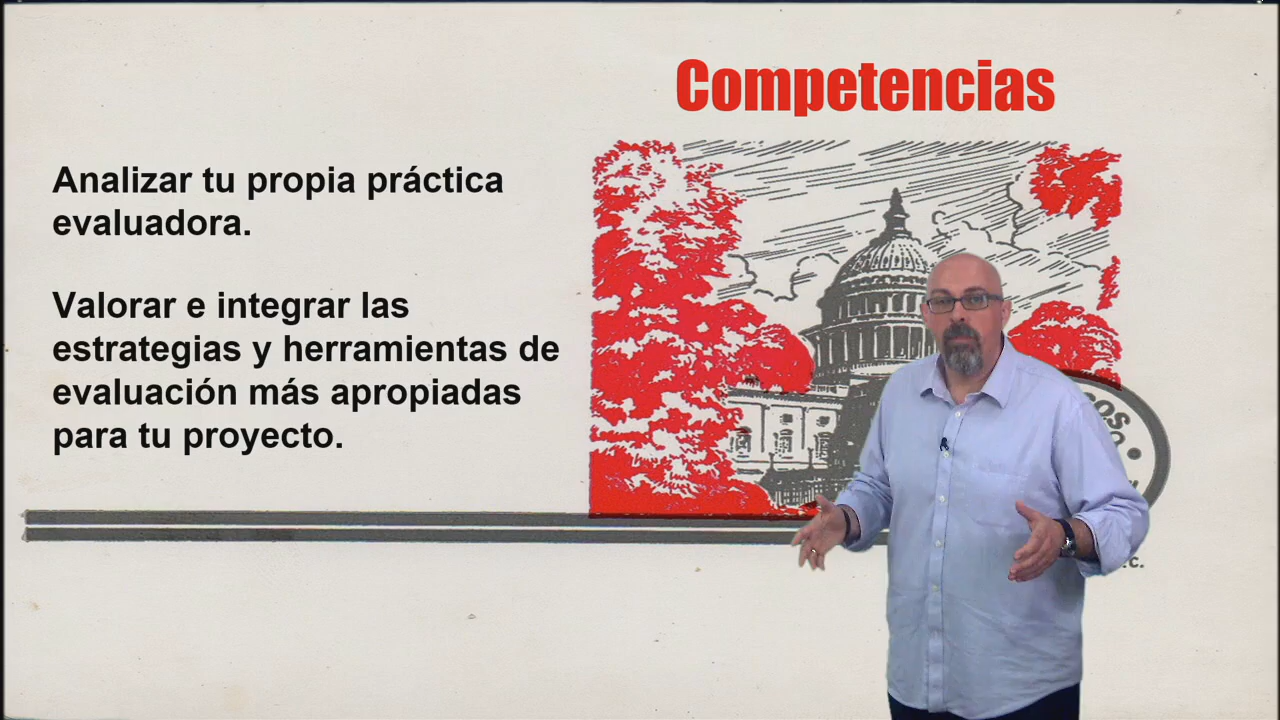 Competencias
Analizar tu propia práctica
evaluadora.
Valorar e integrar las
estrategias y herramientas de
evaluación más apropiadas
para tu proyecto.